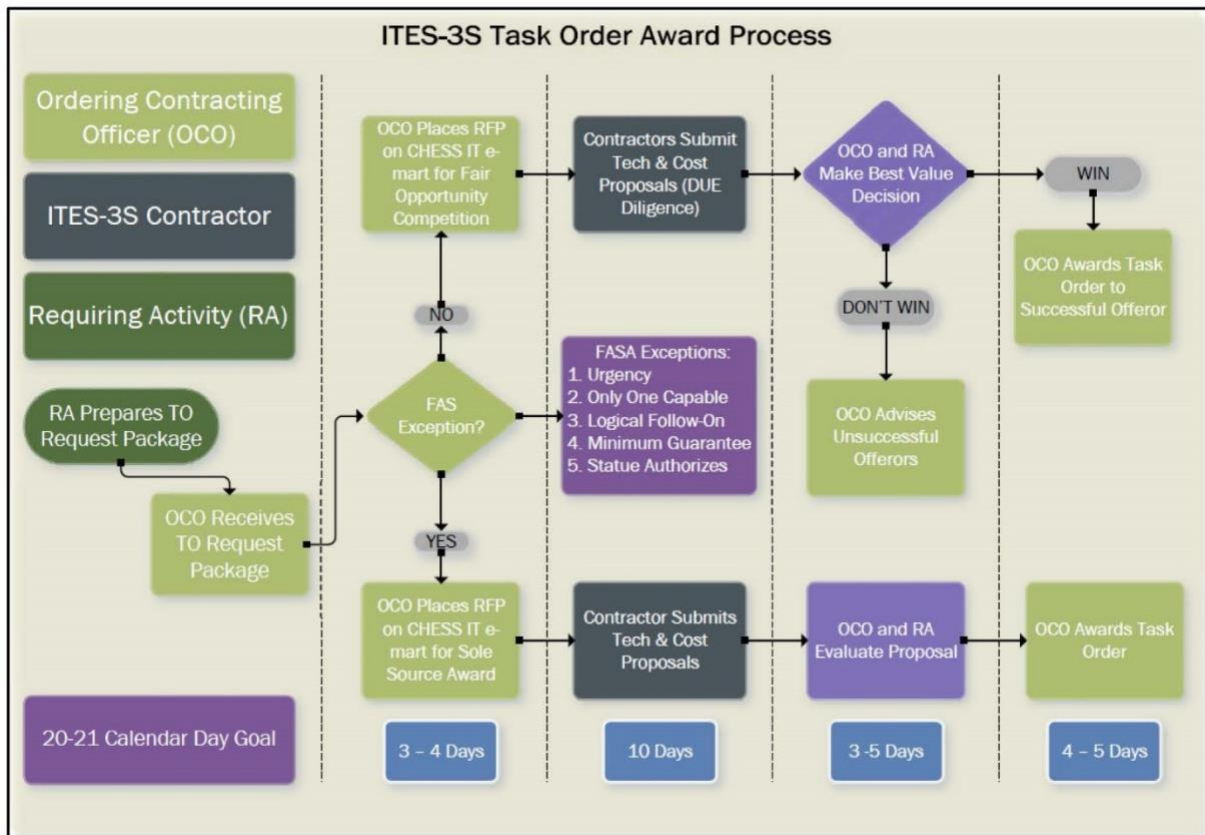 ITES-3S Task Order Award Process
Ordering Contracting
Officer (OCO)
ITES-3S Contractor
Requiring Activity (RA)
RA Prepares TO
Request Package
OCO Receives
TO Request
Package
20-21 Calendar Day Goal
OCO Places RFP
on CHESS IT e-
mart for Fair
Opportunity
Competition
NO
FAS
Exception?
YES
OCO Places RFP
on CHESS IT e-
mart for Sole
Source Award
3 – 4 Days
Contractors Submit
Tech & Cost
Proposals (DUE
Diligence)
FASA Exceptions:
1. Urgency
2. Only One Capable
3. Logical Follow-On
4. Minimum Guarantee
5. Statue Authorizes
Contractor Submits
Tech & Cost
Proposals
10 Days
OCO and RA
Make Best Value
Decision
DON'T WIN
OCO Advises
Unsuccessful
Offerors
OCO and RA
Evaluate Proposal
3 -5 Days
WIN
OCO Awards Task
Order to
Successful Offeror
OCO Awards Task
Order
4 – 5 Days